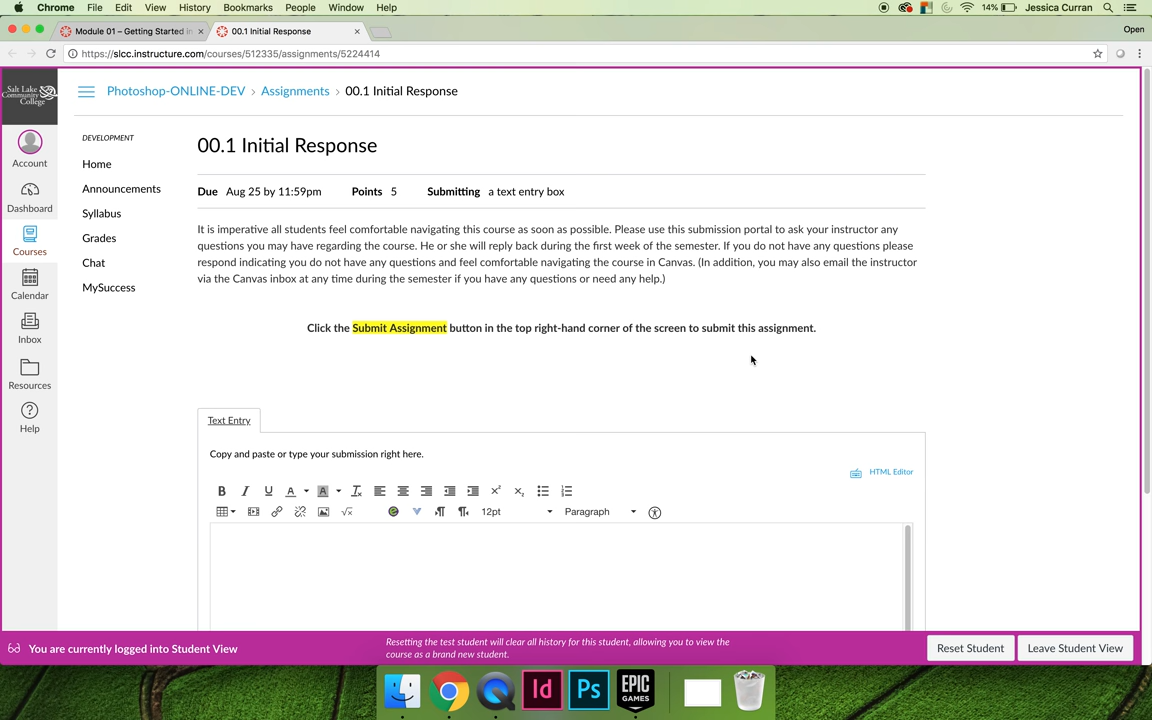 Chrome File Edit View History Bookmarks People Window Help 14% Jessica Curran
Module 01 – Getting Started in
00.1 Initial Response
Open
https://slcc.instructure.com/courses/512335/assignments/5224414
Salt Lake
Community
College
Photoshop-ONLINE-DEV > Assignments > 00.1 Initial Response
Account
Dashboard
Courses
Calendar
Inbox
Resources
Help
DEVELOPMENT
Home
Announcements
Syllabus
Grades
Chat
MySuccess
00.1 Initial Response
Due Aug 25 by 11:59pm Points 5 Submitting a text entry box
It is imperative all students feel comfortable navigating this course as soon as possible. Please use this submission portal to ask your instructor any
questions you may have regarding the course. He or she will reply back during the first week of the semester. If you do not have any questions please
respond indicating you do not have any questions and feel comfortable navigating the course in Canvas. (In addition, you may also email the instructor
via the Canvas inbox at any time during the semester if you have any questions or need any help.)
Click the Submit Assignment button in the top right-hand corner of the screen to submit this assignment.
Text Entry
Copy and paste or type your submission right here.
HTML Editor
B I U A A
12pt Paragraph
You are currently logged into Student View
Resetting the test student will clear all history for this student, allowing you to view the
course as a brand new student.
Reset Student
Leave Student View
Id Ps EPIC
GAMES